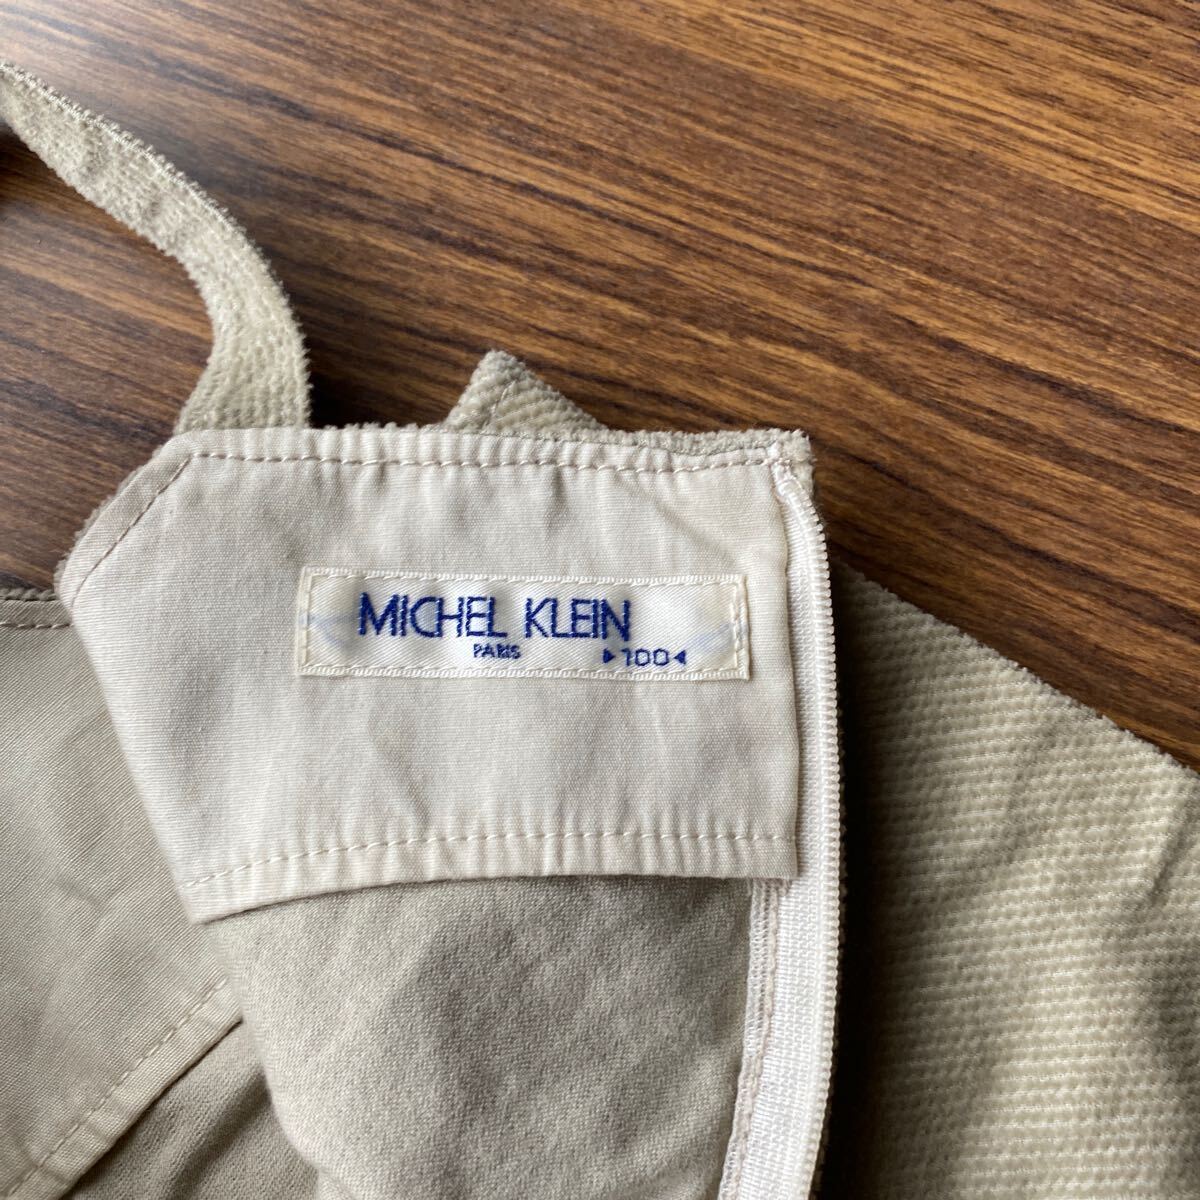 MICHEL KLEIN
PARIS ▶100◀